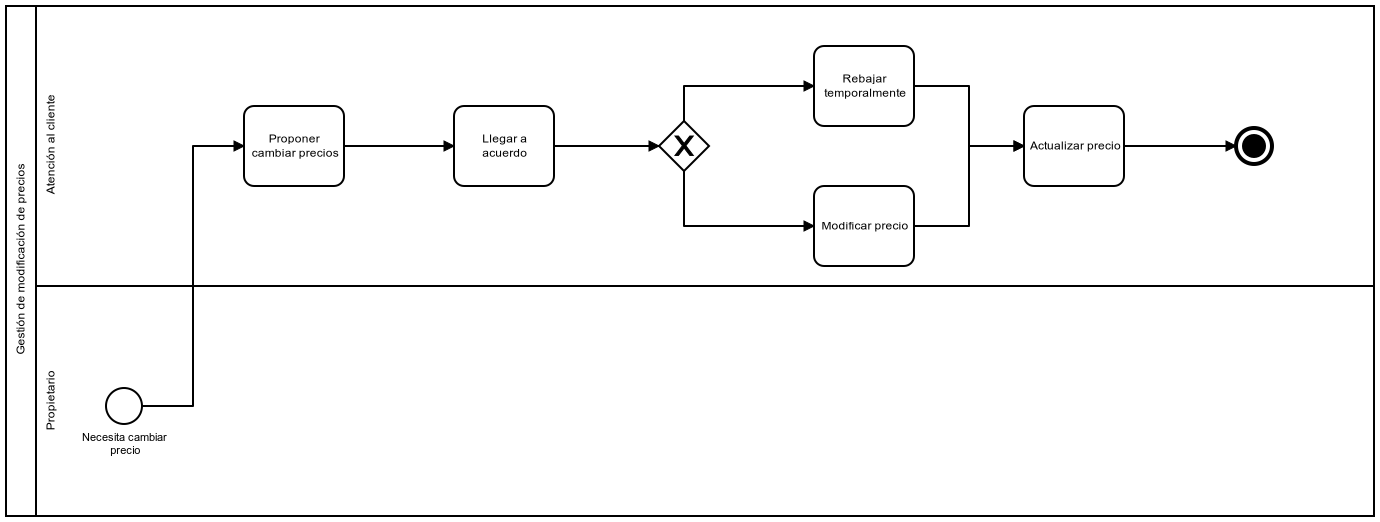 Gestión de modificación de precios
Atención al cliente
Proponer
cambiar precios
Llegar a
acuerdo
X
Rebajar
temporalmente
Modificar precio
Actualizar precio
Propietario
Necesita cambiar
precio